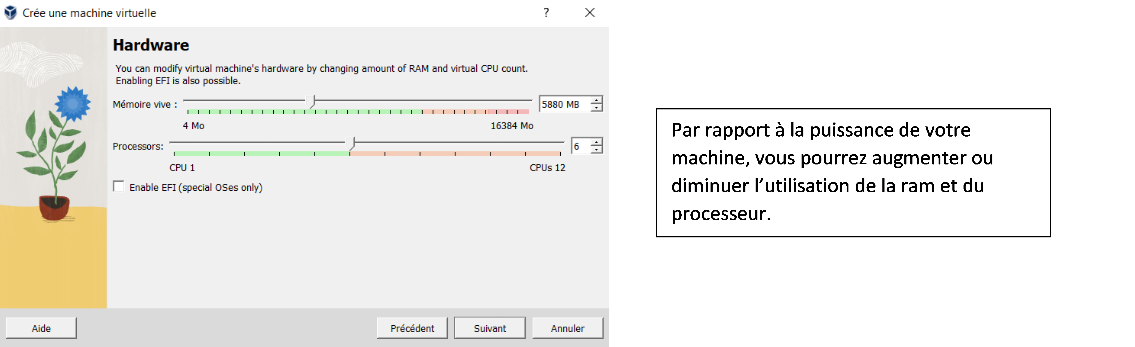 Crée une machine virtuelle
?
Hardware
You can modify virtual machine's hardware by changing amount of RAM and virtual CPU count.
Enabling EFI is also possible.
Mémoire vive :
5880 MB
4 Mo
16384 Mo
Processors:
6
CPU 1
CPUs 12
Enable EFI (special OSes only)
Aide
Précédent
Suivant
Annuler
Par rapport à la puissance de votre
machine, vous pourrez augmenter ou
diminuer l'utilisation de la ram et du
processeur.